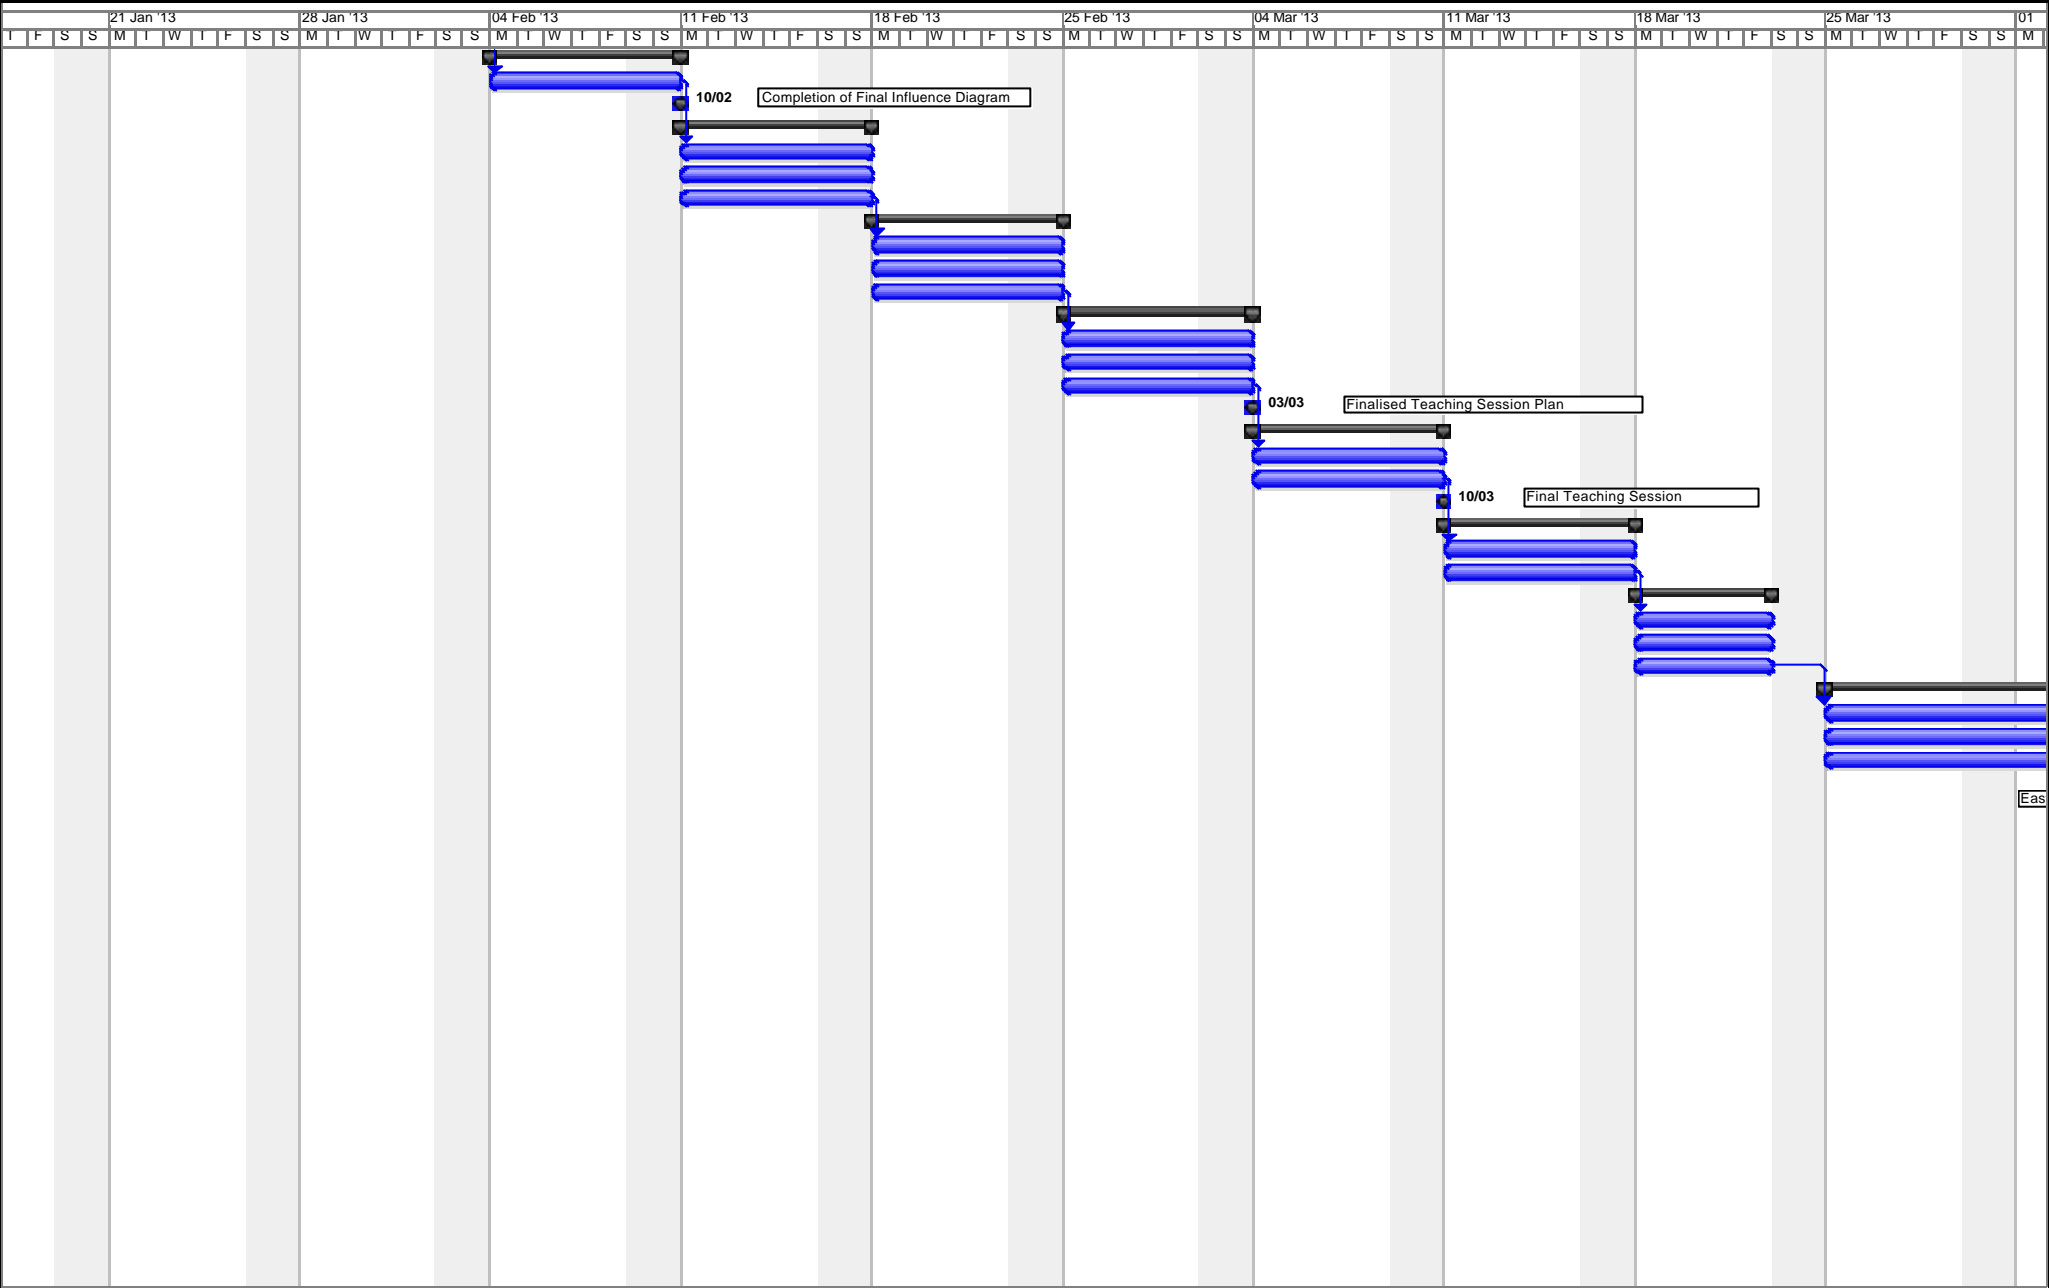 21 Jan '13 28 Jan '13 04 Feb '13 11 Feb '13 18 Feb '13 25 Feb '13 04 Mar '13 11 Mar '13 18 Mar '13 25 Mar '13 01
T F S S M T W T F S S M T W T F S S M T W T F S S M T W T F S S M T W T F S S M T W T F S S M T W T F S S M T W T F S S M T W T F S S M T W T F S S M
10/02 Completion of Final Influence Diagram
03/03 Finalised Teaching Session Plan
10/03 Final Teaching Session
Eas